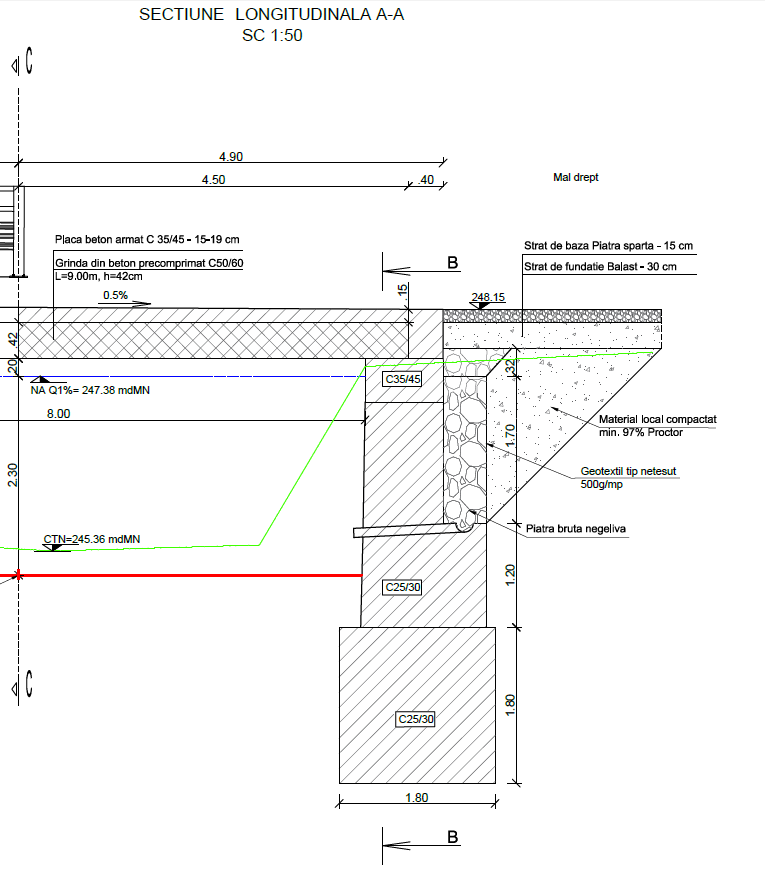 SECTIUNE LONGITUDINALA A-A
SC 1:50
C
4.90
4.50
.40
Mal drept
Placa beton armat C 35/45 - 15-19 cm
Grinda din beton precomprimat C50/60
L=9.00m, h=42cm
B
Strat de baza Piatra sparta - 15 cm
Strat de fundatie Balast - 30 cm
0.5%
.15
248.15
42
20
.32
C35/45
NA Q1%= 247.38 mdMN
8.00
Material local compactat
min. 97% Proctor
1.70
2.30
Geotextil tip netesut
500g/mp
Piatra bruta negeliva
CTN=245.36 mdMN
C25/30
1.20
C
C25/30
1.80
1.80
B